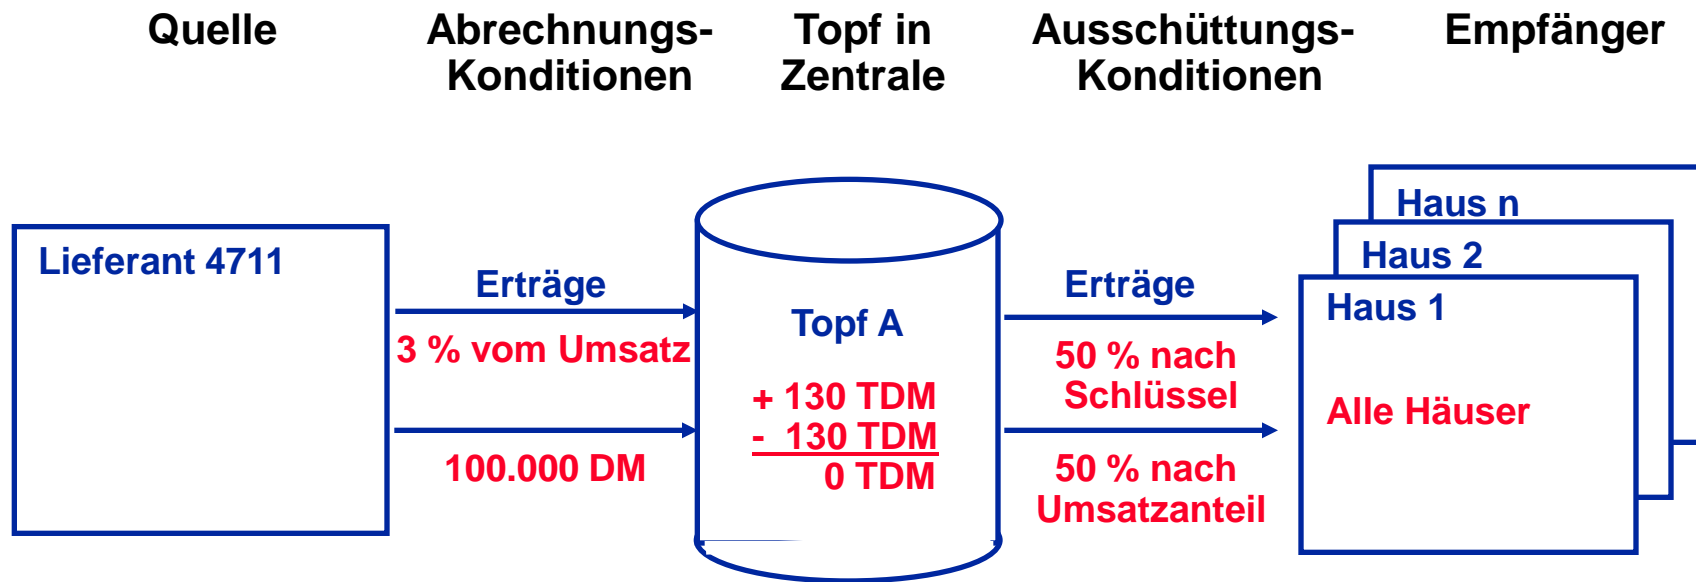 Quelle
Abrechnungs-
Konditionen
Topf in
Zentrale
Ausschüttungs-
Konditionen
Empfänger
Lieferant 4711
Erträge
3 % vom Umsatz
100.000 DM
Topf A
+ 130 TDM
- 130 TDM
0 TDM
Erträge
50 % nach
Schlüssel
50 % nach
Umsatzanteil
Haus n
Haus 2
Haus 1
Alle Häuser